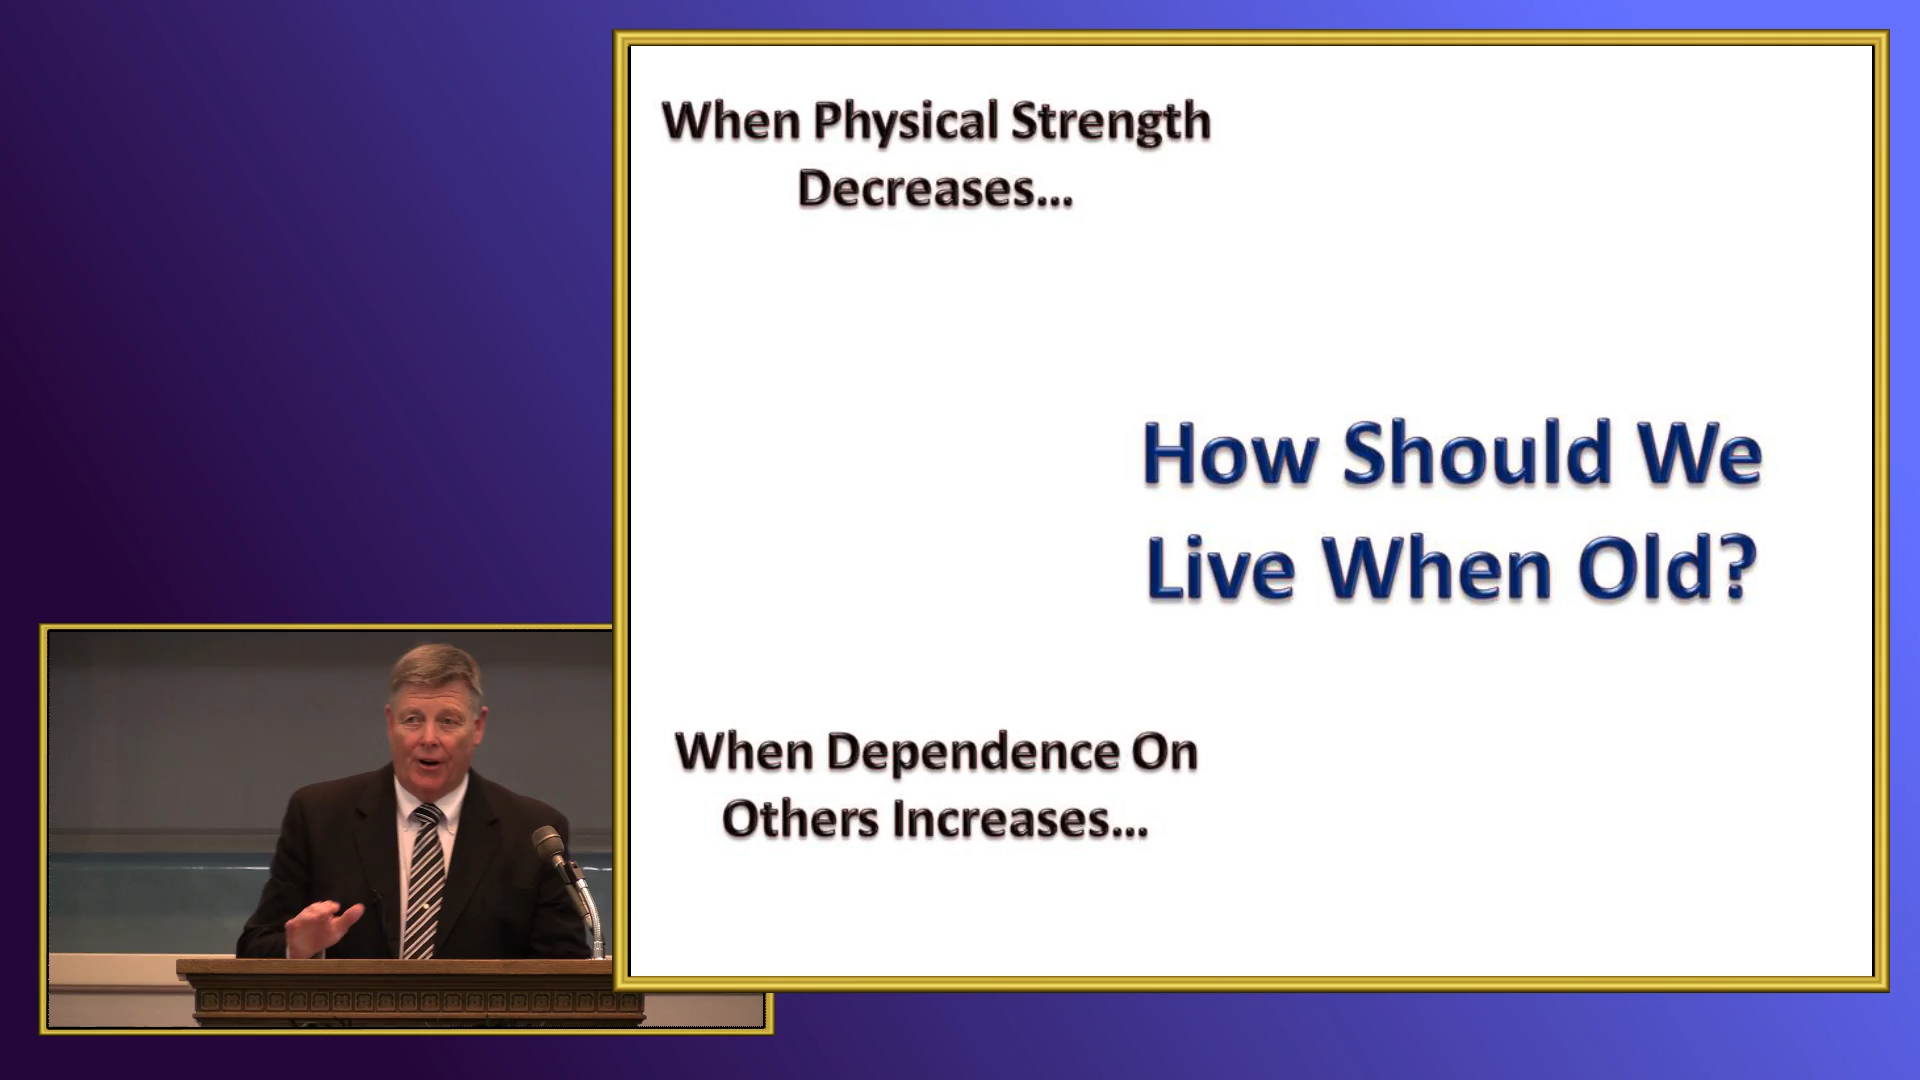 When Physical Strength
Decreases...
How Should We
Live When Old?
When Dependence On
Others Increases...